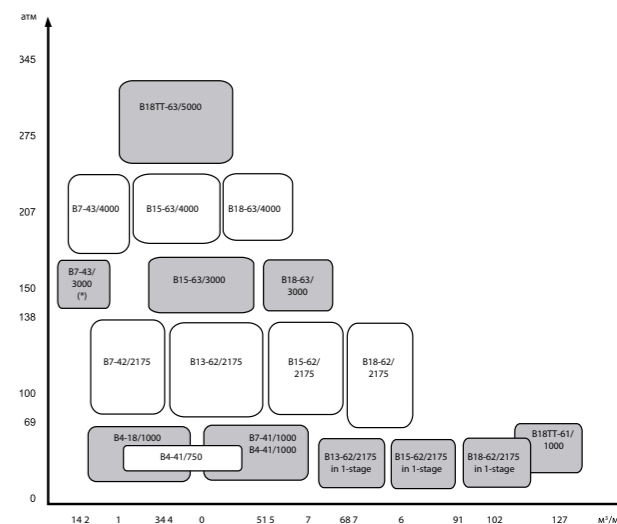 атм
345
B18TT-63/5000
275
B7-43/4000
B15-63/4000
B18-63/4000
207
B7-43/
3000
(*)
B15-63/3000
B18-63/
3000
150
138
B7-42/2175
B13-62/2175
B15-62/
2175
B18-62/
2175
100
69
B4-18/1000
B4-41/750
B7-41/1000
B4-41/1000
B13-62/2175
in 1-stage
B15-62/2175
in 1-stage
B18-62/2175
in 1-stage
B18TT-61/
1000
0
14 2 1 34 4 0 51 5 7 68 7 6 91 102 127 м³/м